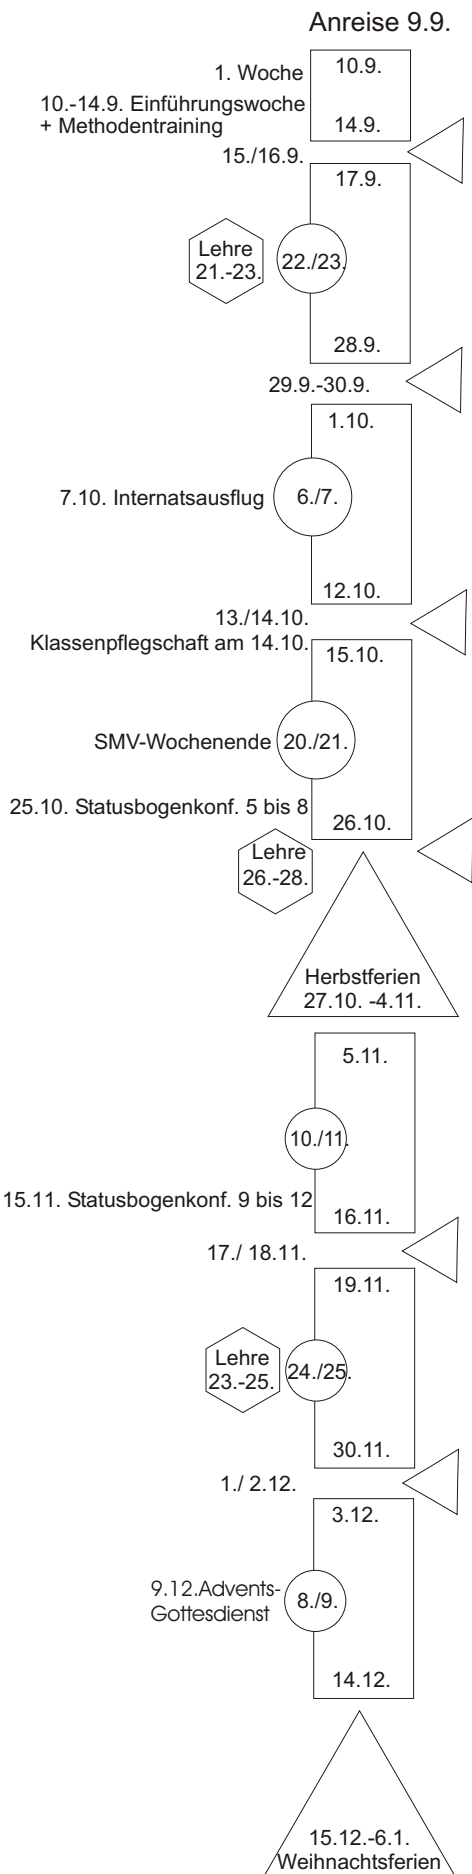 Anreise 9.9.
1. Woche
10.9.
10.-14.9. Einführungswoche
+ Methodentraining
14.9.
15./16.9.
17.9.
Lehre
21.-23.
22./23.
28.9.
29.9.-30.9.
1.10.
7.10. Internatsausflug
6./7.
12.10.
13./14.10.
Klassenpflegschaft am 14.10.
15.10.
SMV-Wochenende
20./21.
25.10. Statusbogenkonf. 5 bis 8
26.10.
Lehre
26.-28.
Herbstferien
27.10. -4.11.
5.11.
10./11.
15.11. Statusbogenkonf. 9 bis 12
16.11.
17./ 18.11.
19.11.
Lehre
23.-25.
24./25.
30.11.
1./ 2.12.
3.12.
9.12.Advents-
Gottesdienst
8./9.
14.12.
15.12.-6.1.
Weihnachtsferien